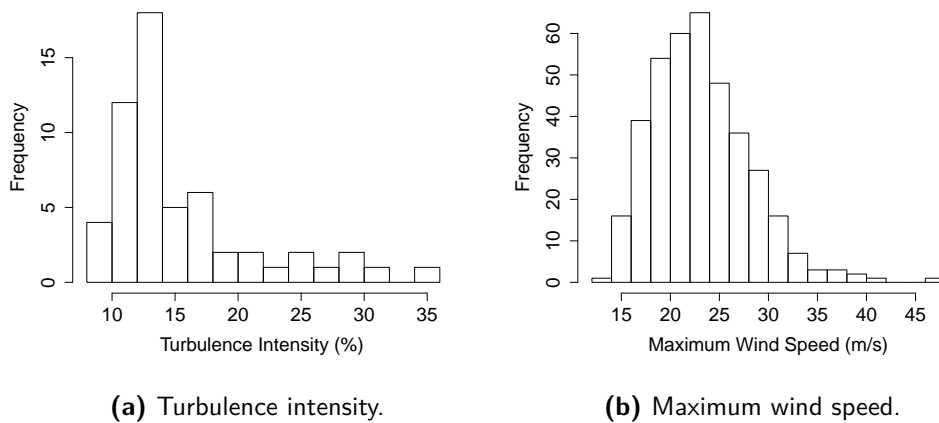 Frequency
0
5
10
15
10 15 20 25 30 35
Turbulence Intensity (%)
(a) Turbulence intensity.
Frequency
0
10
20
30
40
50
60
15 20 25 30 35 40 45
Maximum Wind Speed (m/s)
(b) Maximum wind speed.